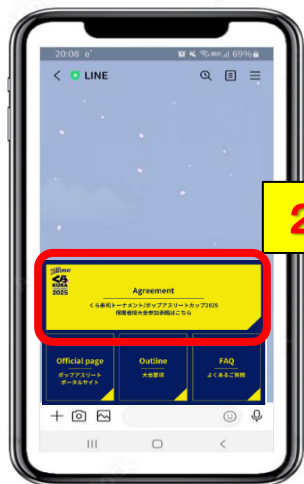 20:08
69%
LINE
2
くら
KURA
2025
Agreement
くら寿司トーナメント/ポップアスリートカップ2025
保護者様大会参加承諾はこちら
Official page
ポップアスリート
ポータルサイト
Outline
大会要項
FAQ
よくあるご質問